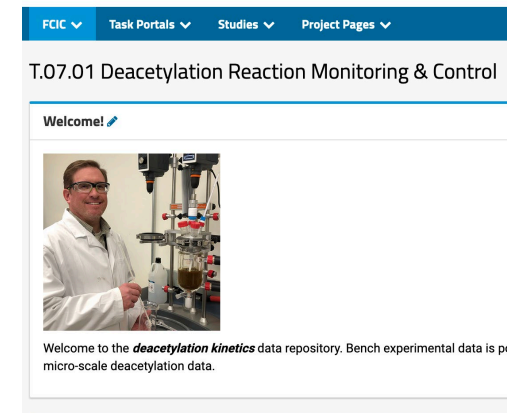 FCIC Task Portals Studies Project Pages
T.07.01 Deacetylation Reaction Monitoring & Control
Welcome!
Welcome to the deacetylation kinetics data repository. Bench experimental data is
micro-scale deacetylation data.